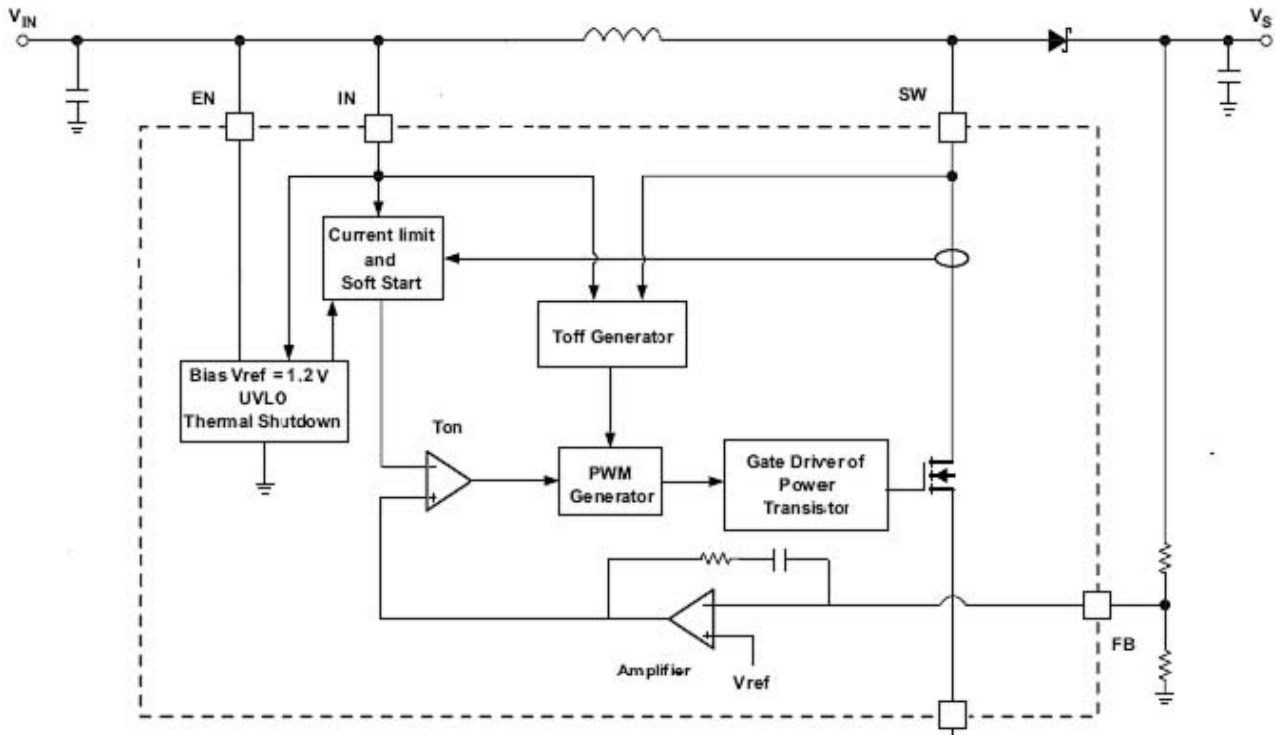 VIN
VS
EN
IN
SW
Current limit
and
Soft Start
Toff Generator
Bias Vref = 1.2 V
UVLO
Thermal Shutdown
Ton
−
+
PWM
Generator
Gate Driver of
Power
Transistor
−
+
FB
Amplifier
Vref